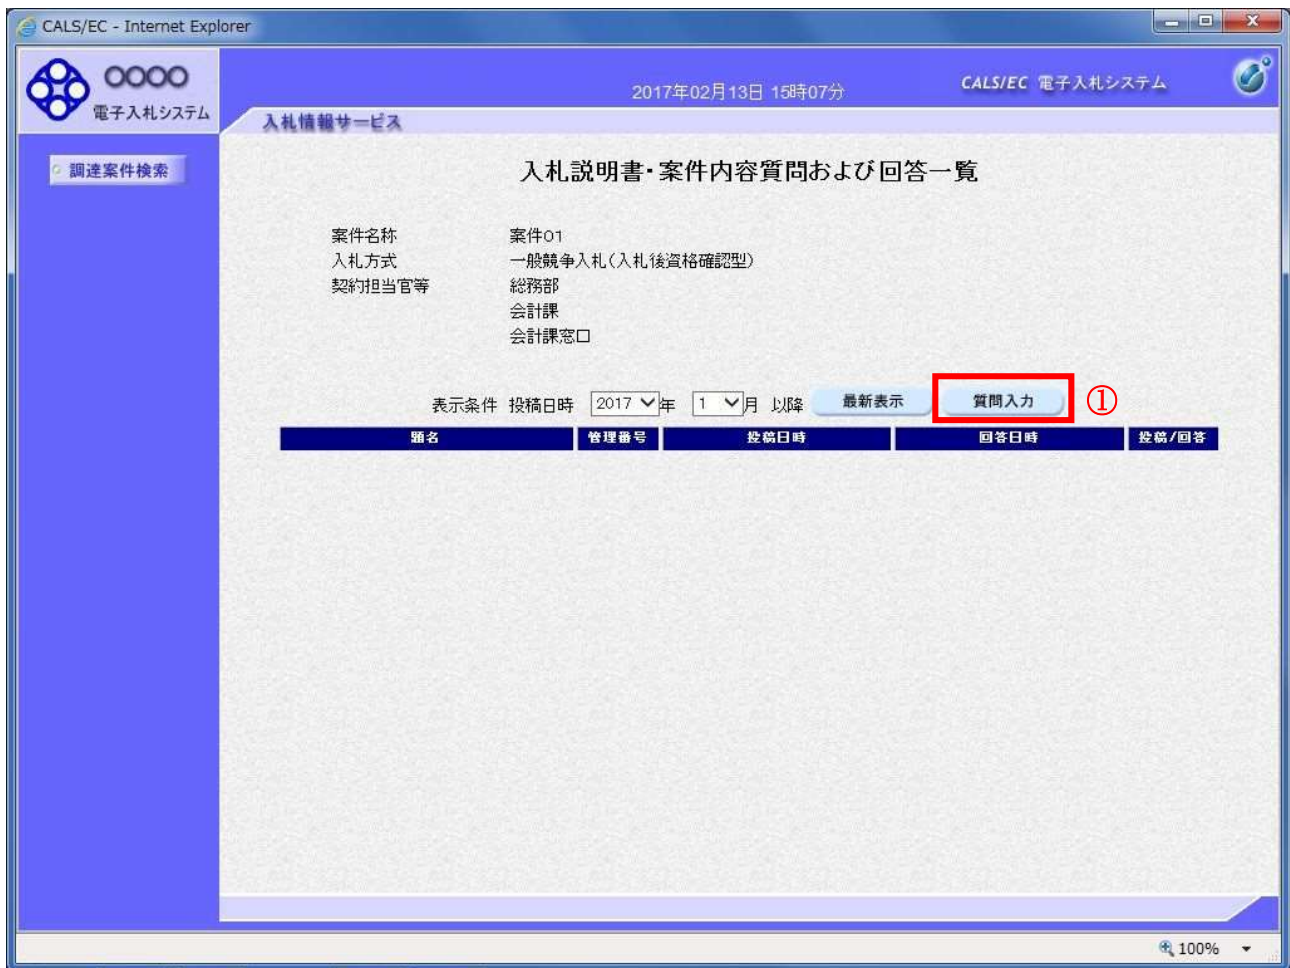 CALS/EC - Internet Explorer
〇〇〇〇
電子入札システム
2017年02月13日 15時07分
CALS/EC 電子入札システム
入札情報サービス
調達案件検索
入札説明書・案件内容質問および回答一覧
案件名称 案件01
入札方式 一般競争入札(入札後資格確認型)
契約担当官等 総務部
会計課
会計課窓口
表示条件 投稿日時 2017 年 1 月 以降 最新表示 質問入力 ①
題名 管理番号 投稿日時 回答日時 投稿/回答
100%